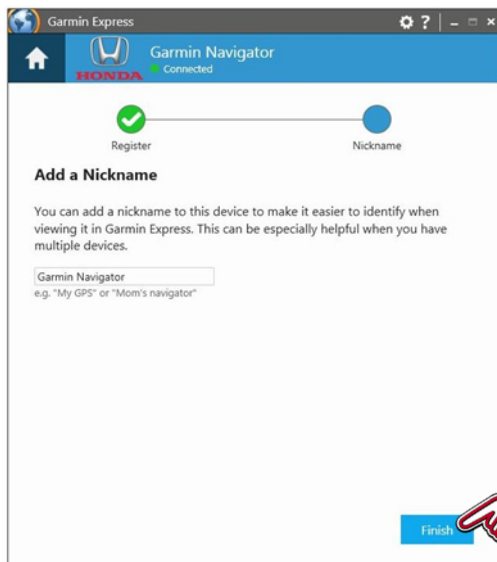 Garmin Express
?
HONDA
Garmin Navigator
Connected
Register
Nickname
Add a Nickname
You can add a nickname to this device to make it easier to identify when
viewing it in Garmin Express. This can be especially helpful when you have
multiple devices.
Garmin Navigator
e.g. "My GPS" or "Mom's navigator"
Finish